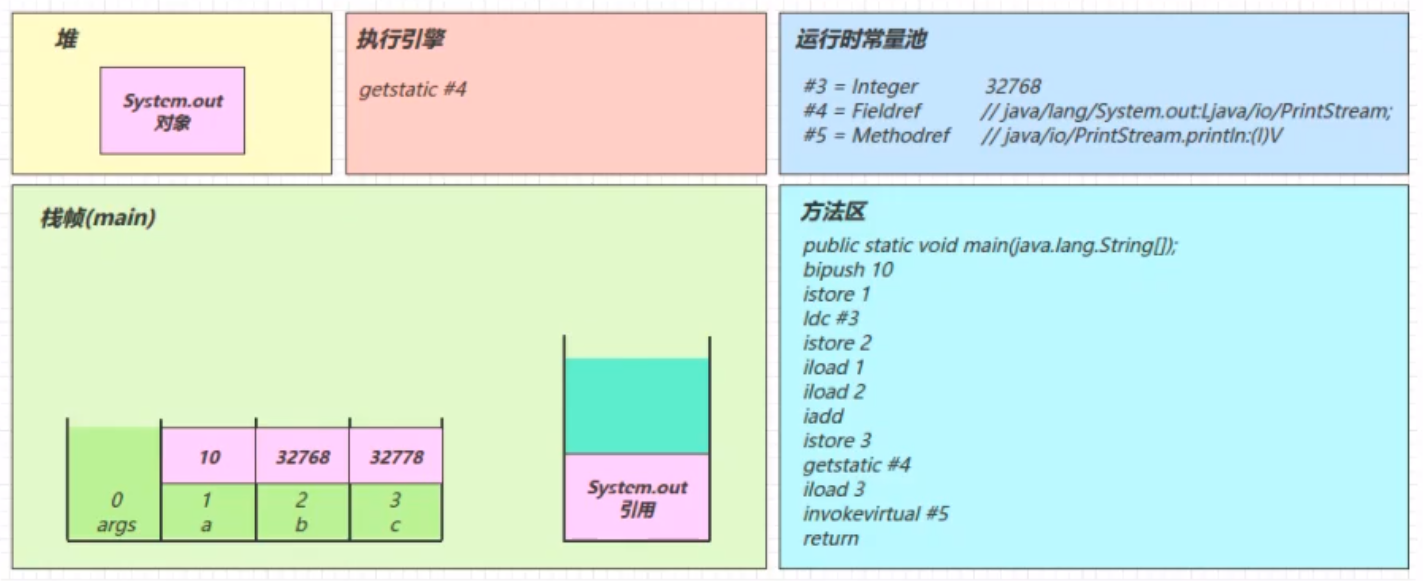 堆
System.out
对象
执行引擎
getstatic #4
运行时常量池
#3 = Integer 32768
#4 = Fieldref // java/lang/System.out:Ljava/io/PrintStream;
#5 = Methodref // java/io/PrintStream.println:(I)V
栈帧(main)
10 32768 32778
0 1 2 3
args a b c
System.out
引用
方法区
public static void main(java.lang.String[]);
bipush 10
istore 1
ldc #3
istore 2
iload 1
iload 2
iadd
istore 3
getstatic #4
iload 3
invokevirtual #5
return